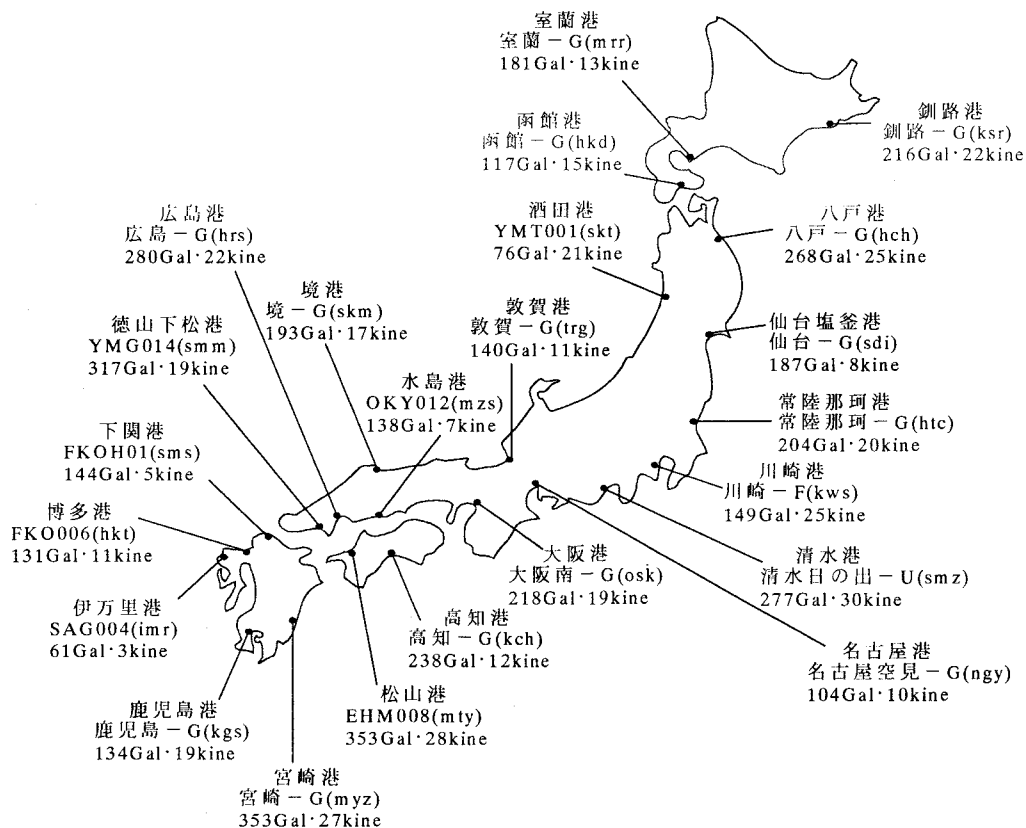 室蘭港
室蘭－G(mrr)
181Gal·13kine
釧路港
釧路－G(ksr)
216Gal·22kine
函館港
函館－G(hkd)
117Gal·15kine
酒田港
YMT001(skt)
76Gal·21kine
八戸港
八戸－G(hch)
268Gal·25kine
広島港
広島－G(hrs)
280Gal·22kine
境港
境－G(skm)
193Gal·17kine
敦賀港
敦賀－G(trg)
140Gal·11kine
仙台塩釜港
仙台－G(sdi)
187Gal·8kine
徳山下松港
YMG014(smm)
317Gal·19kine
水島港
OKY012(mzs)
138Gal·7kine
常陸那珂港
常陸那珂－G(htc)
204Gal·20kine
下関港
FKOH01(sms)
144Gal·5kine
川崎港
川崎－F(kws)
149Gal·25kine
博多港
FKO006(hkt)
131Gal·11kine
大阪港
大阪南－G(osk)
218Gal·19kine
清水港
清水日の出－U(smz)
277Gal·30kine
伊万里港
SAG004(imr)
61Gal·3kine
高知港
高知－G(kch)
238Gal·12kine
名古屋港
名古屋空見－G(ngy)
104Gal·10kine
鹿児島港
鹿児島－G(kgs)
134Gal·19kine
松山港
EHM008(mty)
353Gal·28kine
宮崎港
宮崎－G(myz)
353Gal·27kine